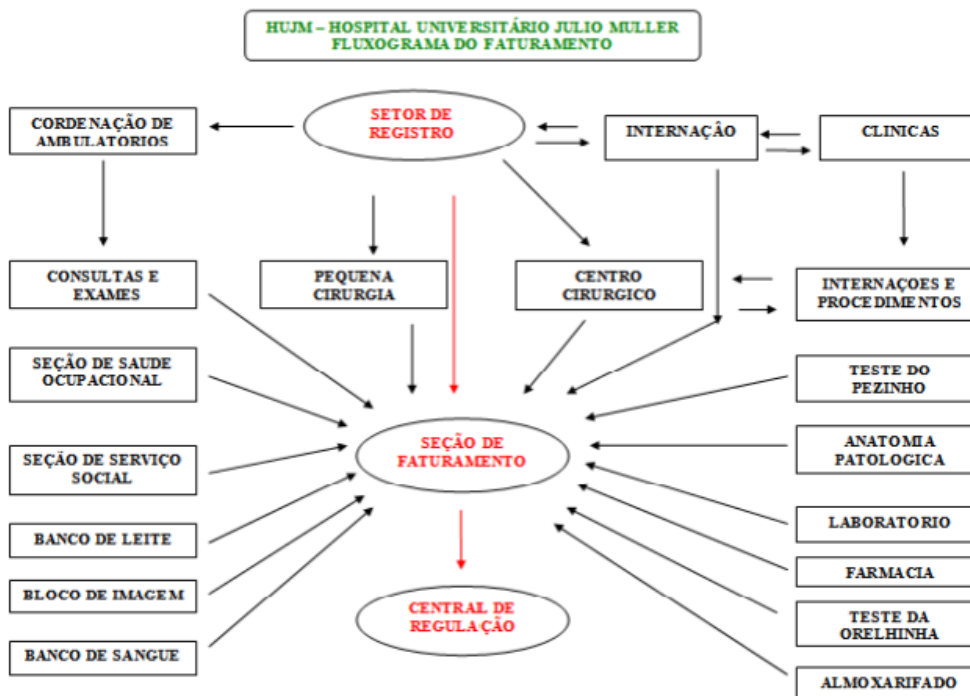 HUJM – HOSPITAL UNIVERSITÁRIO JULIO MULLER
FLUXOGRAMA DO FATURAMENTO
CORDENAÇÃO DE
AMBULATORIOS
SETOR DE
REGISTRO
INTERNAÇÂO
CLINICAS
CONSULTAS E
EXAMES
PEQUENA
CIRURGIA
CENTRO
CIRURGICO
INTERNAÇOES E
PROCEDIMENTOS
SEÇÃO DE SAUDE
OCUPACIONAL
TESTE DO
PEZINHO
SEÇÃO DE SERVIÇO
SOCIAL
SEÇÃO DE
FATURAMENTO
ANATOMIA
PATOLOGICA
BANCO DE LEITE
LABORATORIO
BLOCO DE IMAGEM
FARMACIA
CENTRAL DE
REGULAÇÃO
TESTE DA
ORELHINHA
BANCO DE SANGUE
ALMOXARIFADO